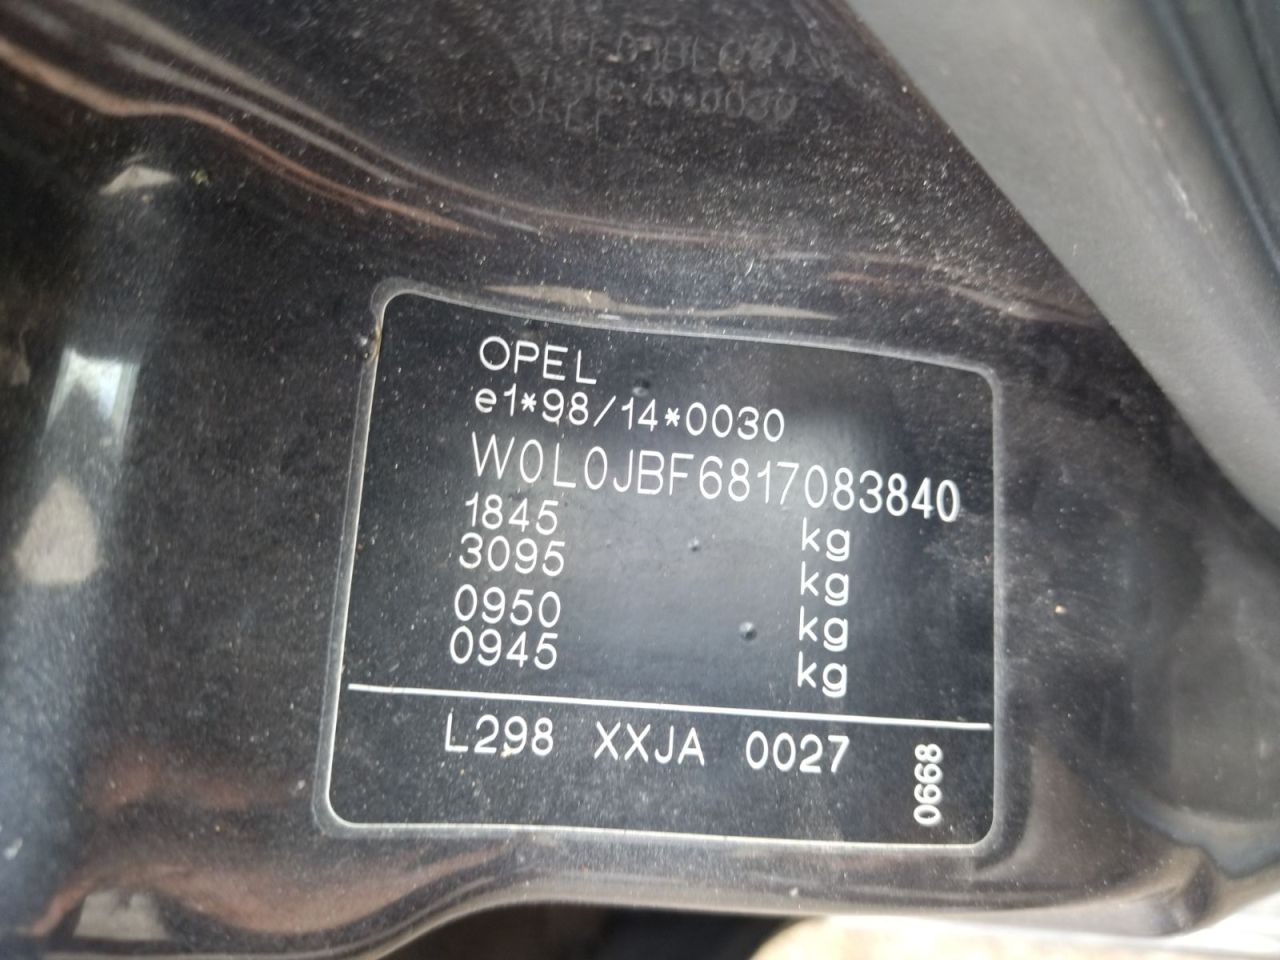 OPEL
e1*98/14*0030
W0L0JBF6817083840
1845 kg
3095 kg
0950 kg
0945 kg
L298 XXJA 0027
0668